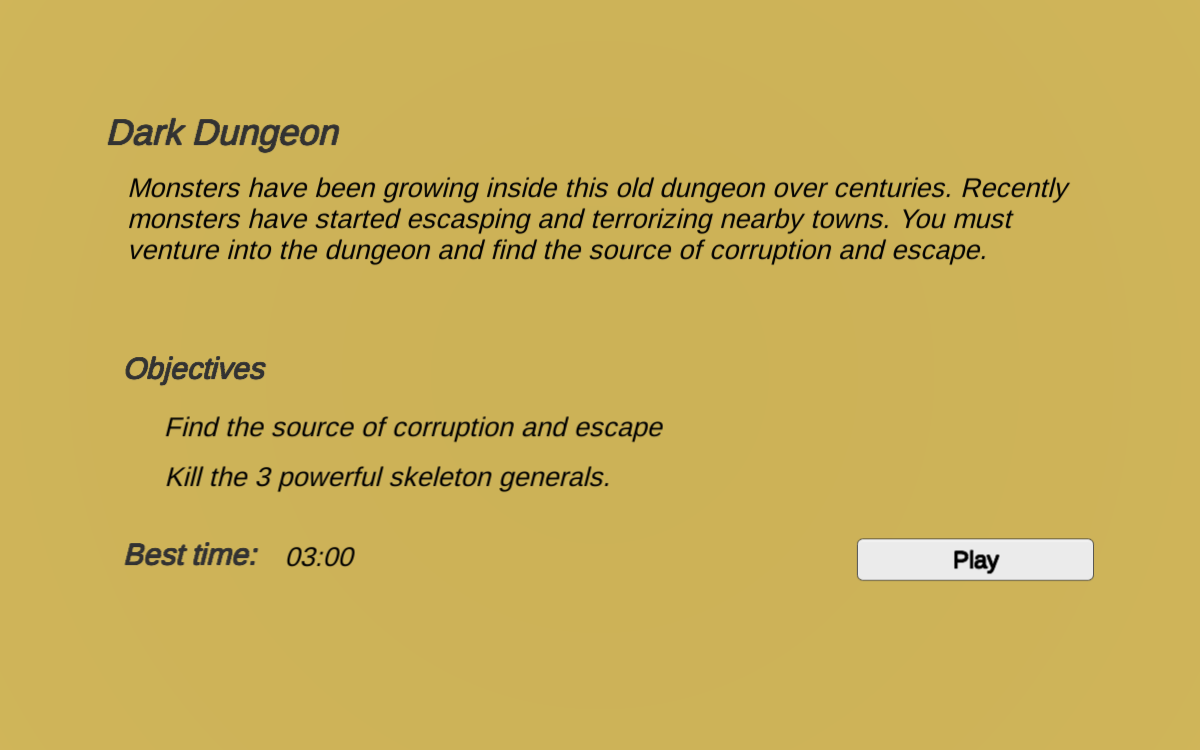 Dark Dungeon
Monsters have been growing inside this old dungeon over centuries. Recently
monsters have started escasping and terrorizing nearby towns. You must
venture into the dungeon and find the source of corruption and escape.
Objectives
Find the source of corruption and escape
Kill the 3 powerful skeleton generals.
Best time: 03:00
Play